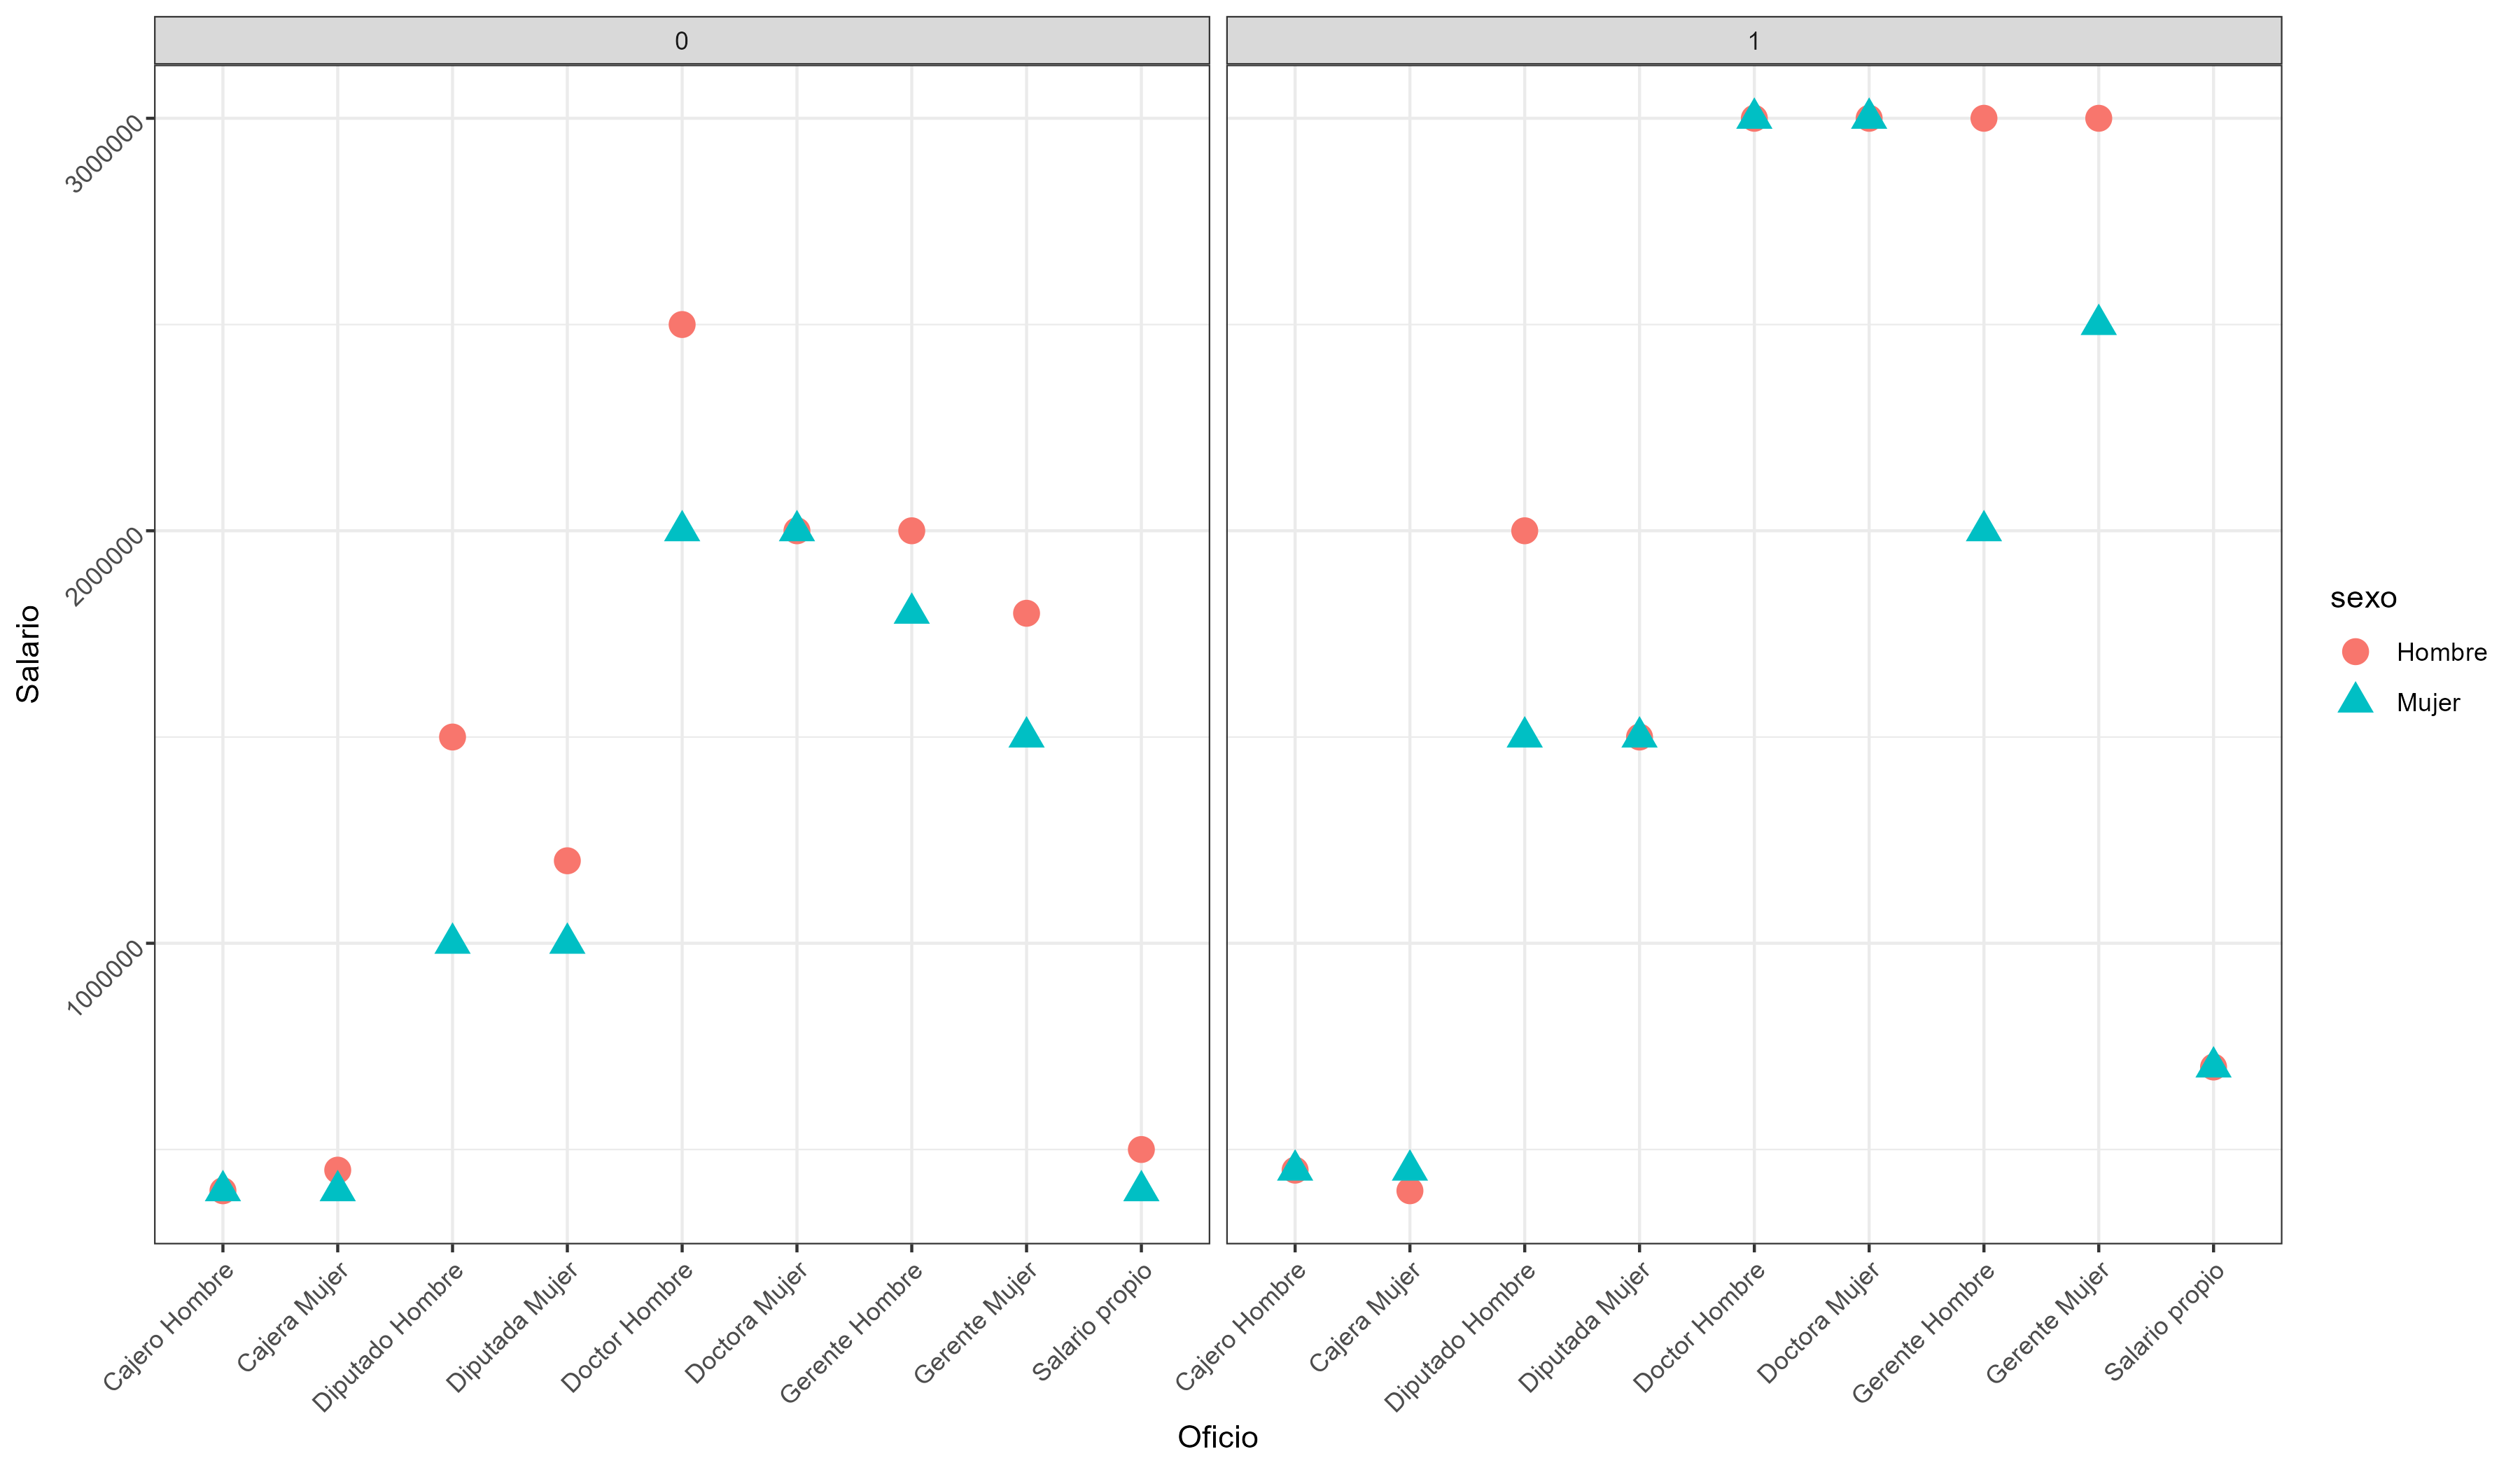 0
1
3000000
2000000
1000000
Salario
Cajero Hombre
Cajera Mujer
Diputado Hombre
Diputada Mujer
Doctor Hombre
Doctora Mujer
Gerente Hombre
Gerente Mujer
Salario propio
Cajero Hombre
Cajera Mujer
Diputado Hombre
Diputada Mujer
Doctor Hombre
Doctora Mujer
Gerente Hombre
Gerente Mujer
Salario propio
Oficio
sexo
Hombre
Mujer